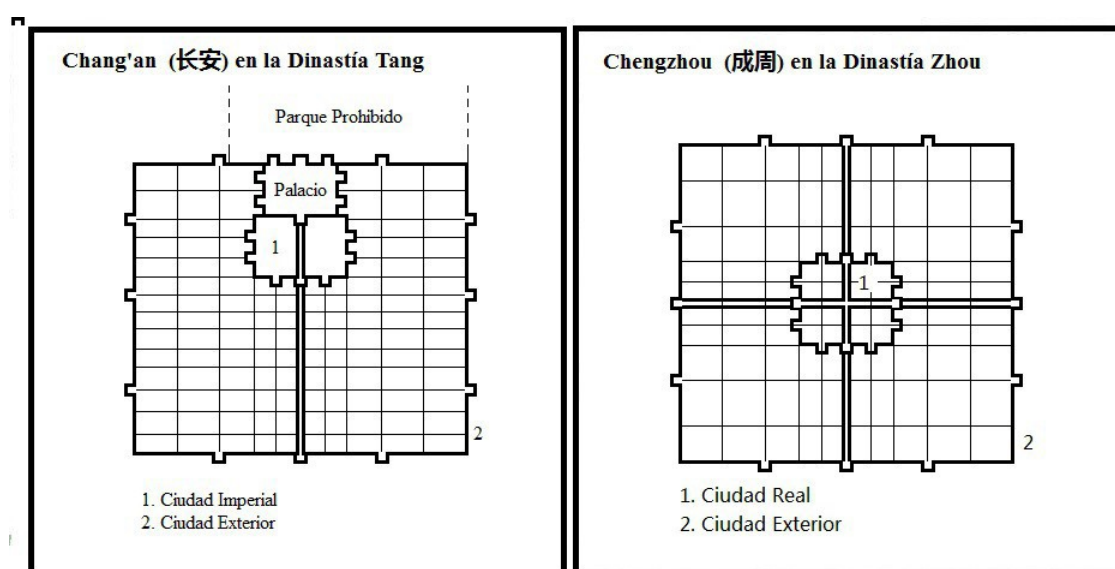 Chang'an (长安) en la Dinastía Tang
Parque Prohibido
Palacio
1
2
1. Ciudad Imperial
2. Ciudad Exterior
Chengzhou (成周) en la Dinastía Zhou
1
2
1. Ciudad Real
2. Ciudad Exterior